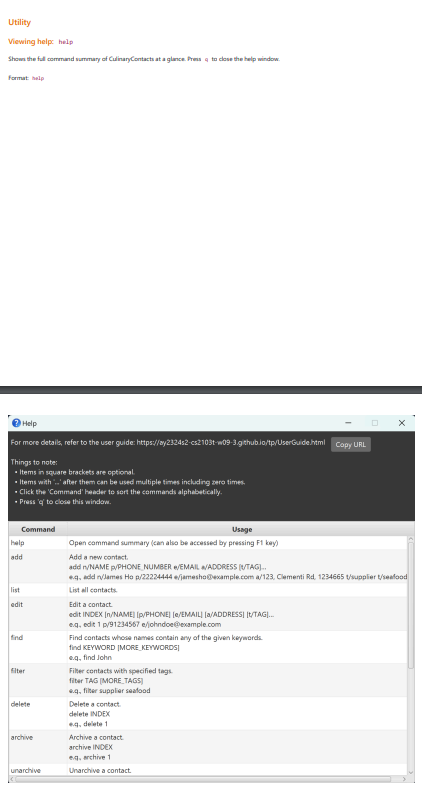 Utility
Viewing help: help
Shows the full command summary of CulinaryContacts at a glance. Press q to close the help window.
Format: help
Help
For more details, refer to the user guide: https://ay2324s2-cs2103t-w09-3.github.io/tp/UserGuide.html Copy URL
Things to note:
• Items in square brackets are optional.
• Items with '...' after them can be used multiple times including zero times.
• Click the 'Command' header to sort the commands alphabetically.
• Press 'q' to close this window.
Command Usage
help Open command summary (can also be accessed by pressing F1 key)
add Add a new contact.
add n/NAME p/PHONE_NUMBER e/EMAIL a/ADDRESS [t/TAG]...
e.g., add n/James Ho p/22224444 e/jamesho@example.com a/123, Clementi Rd, 1234665 t/supplier t/seafood
list List all contacts.
edit Edit a contact.
edit INDEX [n/NAME] [p/PHONE] [e/EMAIL] [a/ADDRESS] [t/TAG]...
e.g., edit 1 p/91234567 e/johndoe@example.com
find Find contacts whose names contain any of the given keywords.
find KEYWORD [MORE_KEYWORDS]
e.g., find John
filter Filter contacts with specified tags.
filter TAG [MORE_TAGS]
e.g., filter supplier seafood
delete Delete a contact.
delete INDEX
e.g., delete 1
archive Archive a contact.
archive INDEX
e.g., archive 1
unarchive Unarchive a contact.